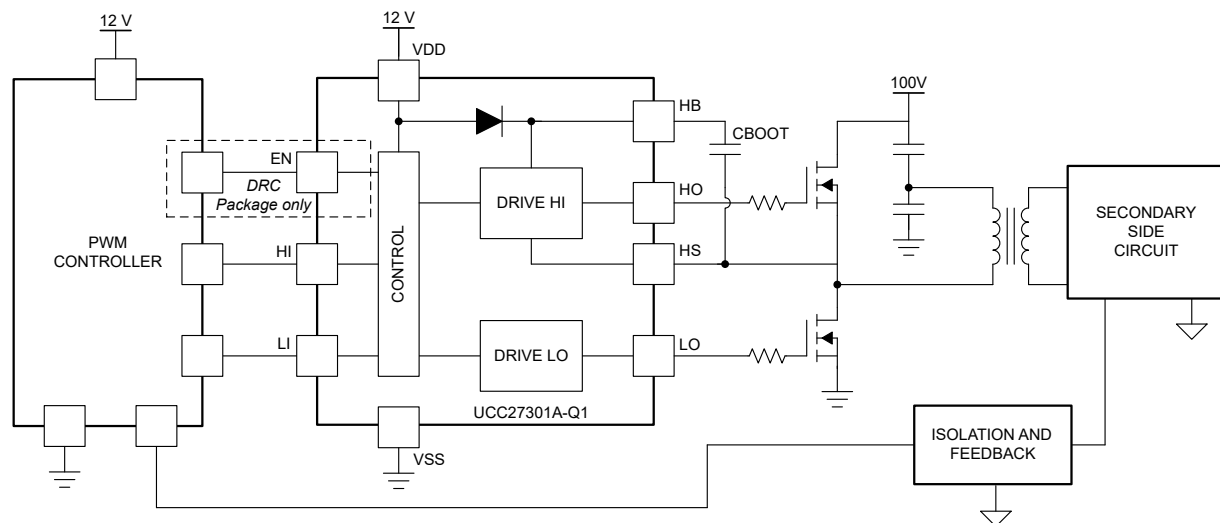 12 V
12 V
VDD
100V
HB
CBOOT
EN
DRC
Package only
DRIVE HI
HO
PWM
CONTROLLER
HI
CONTROL
HS
SECONDARY
SIDE
CIRCUIT
LI
DRIVE LO
LO
UCC27301A-Q1
VSS
ISOLATION AND
FEEDBACK